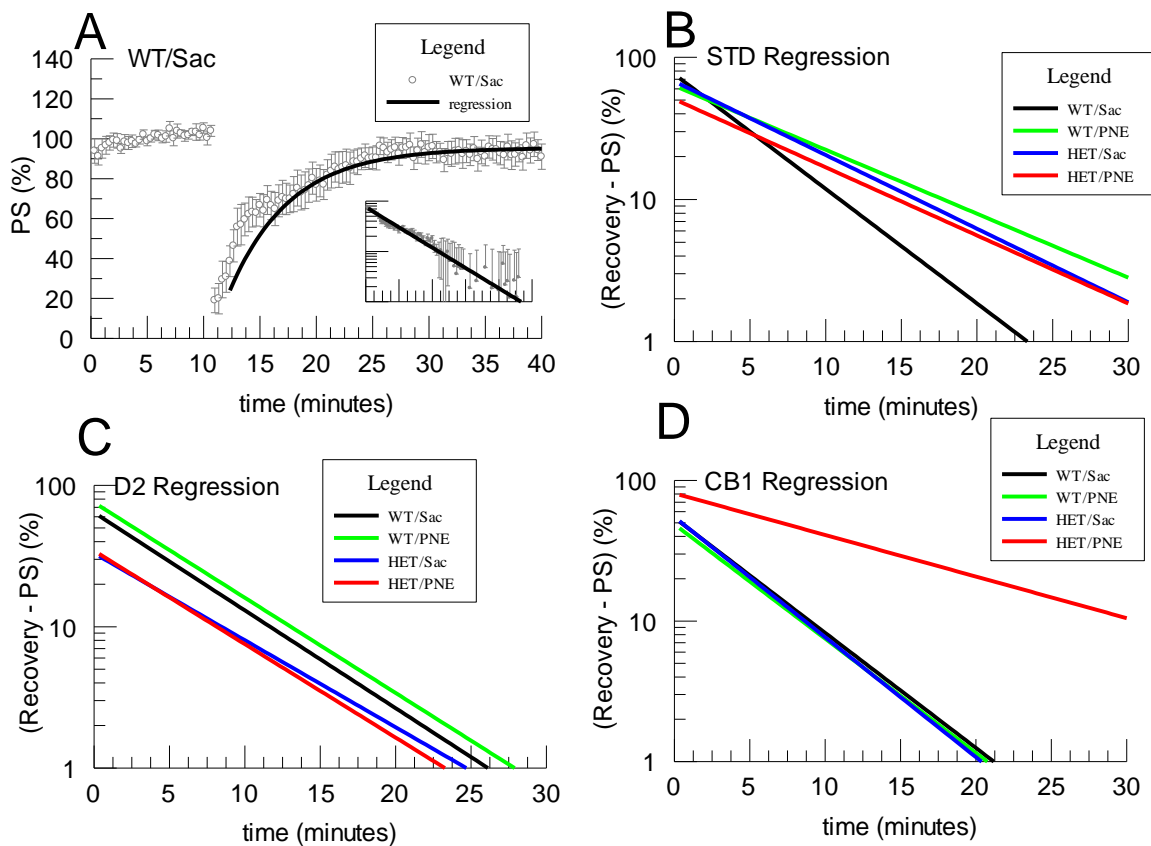 A
WT/Sac
Legend
WT/Sac
regression
PS (%)
140
120
100
80
60
40
20
0
0 5 10 15 20 25 30 35 40
time (minutes)
B
STD Regression
Legend
WT/Sac
WT/PNE
HET/Sac
HET/PNE
(Recovery - PS) (%)
100
10
1
0 5 10 15 20 25 30
time (minutes)
C
D2 Regression
Legend
WT/Sac
WT/PNE
HET/Sac
HET/PNE
(Recovery - PS) (%)
100
10
1
0 5 10 15 20 25 30
time (minutes)
D
CB1 Regression
Legend
WT/Sac
WT/PNE
HET/Sac
HET/PNE
(Recovery - PS) (%)
100
10
1
0 5 10 15 20 25 30
time (minutes)